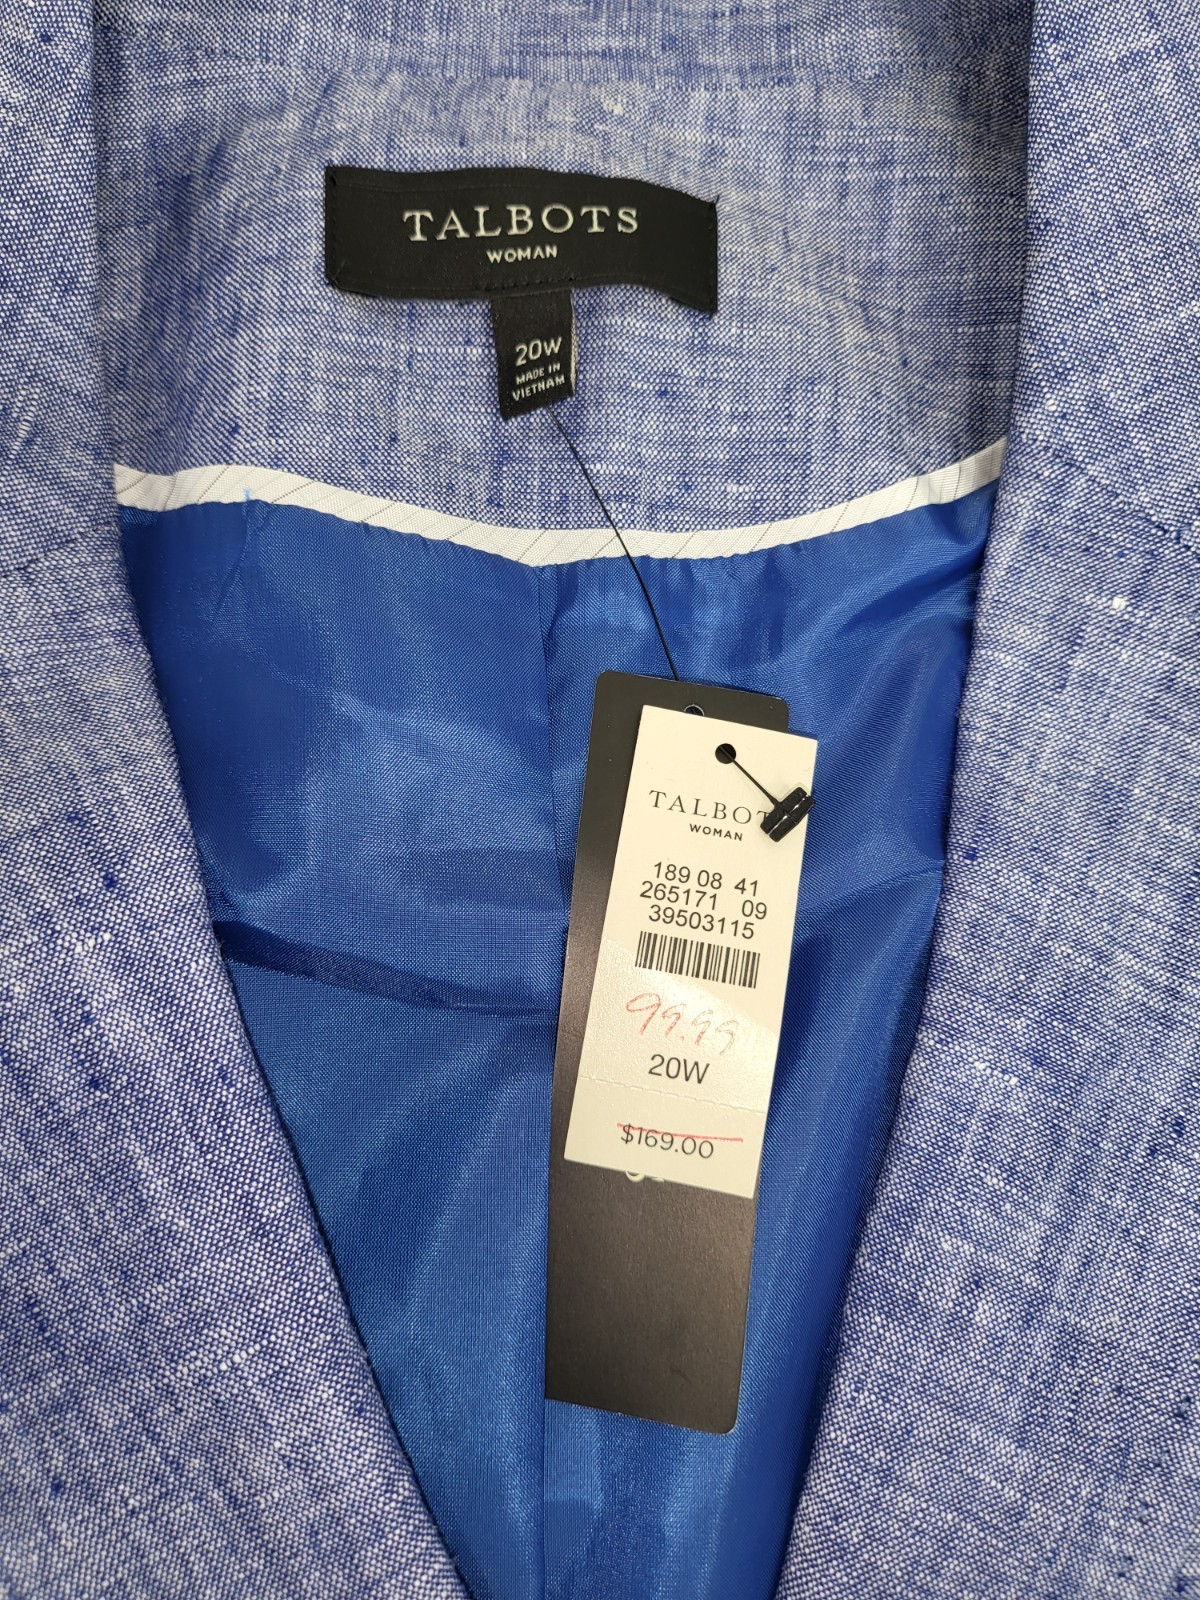 TALBOTS
WOMAN
20W
MADE IN
VIETNAM
TALBOTS
WOMAN
189 08 41
265171 09
39503115
99.99
20W
$169.00